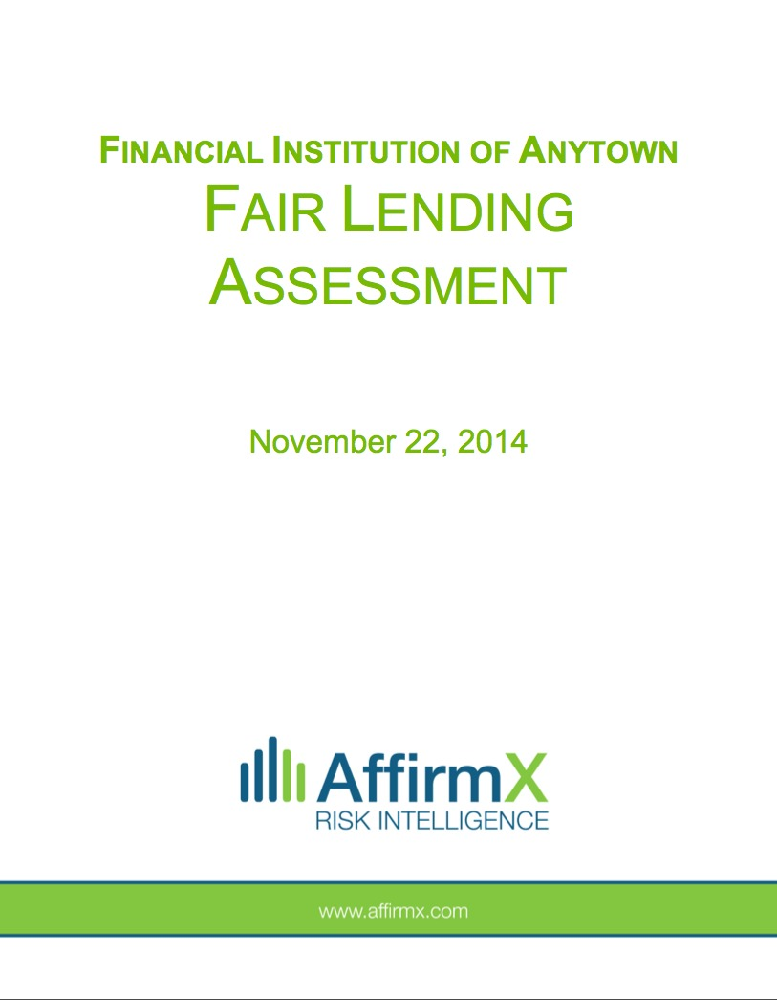 FINANCIAL INSTITUTION OF ANYTOWN
FAIR LENDING
ASSESSMENT
November 22, 2014
AffirmX
RISK INTELLIGENCE
www.affirmx.com